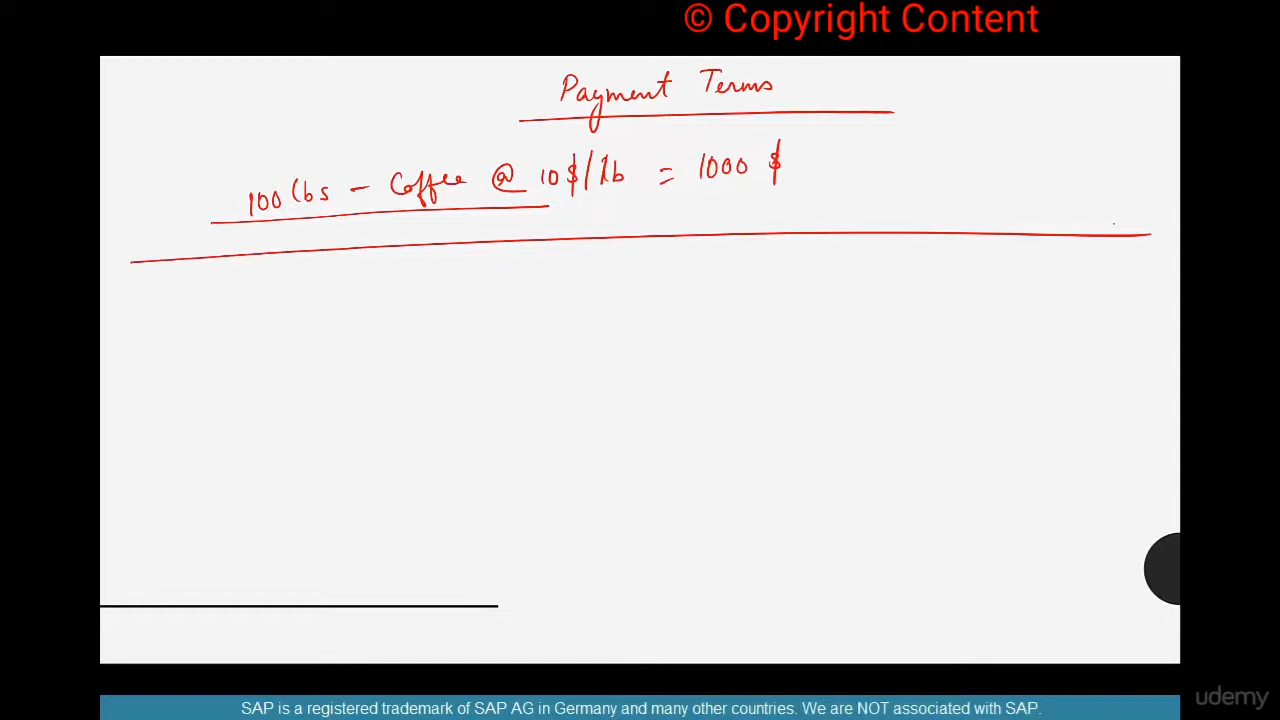 © Copyright Content
Payment Terms
100 lbs - Coffee @ 10$/lb = 1000 $
SAP is a registered trademark of SAP AG in Germany and many other countries. We are NOT associated with SAP.
udemy